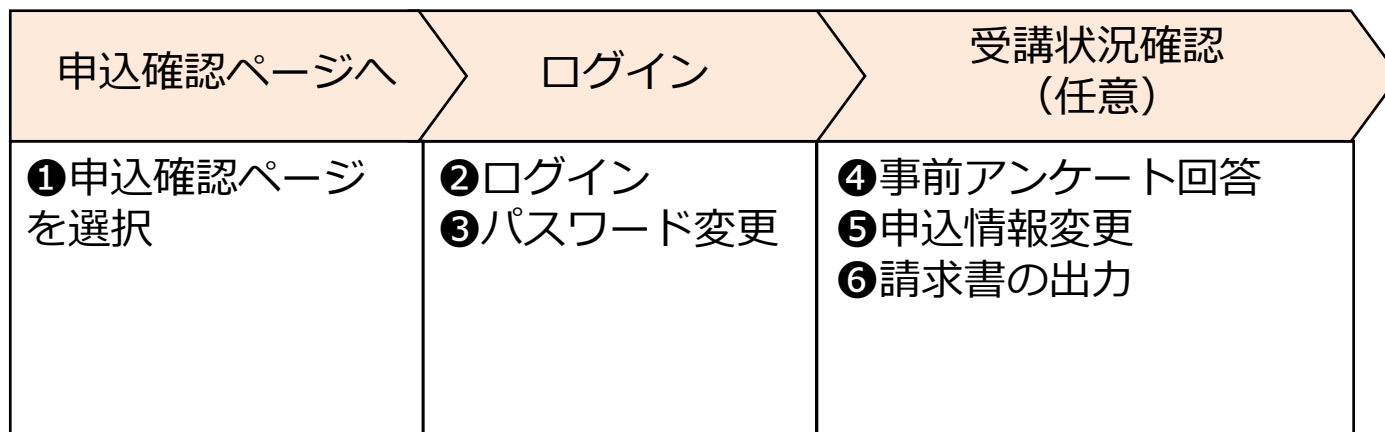 申込確認ページへ
ログイン
受講状況確認
（任意）
❶申込確認ページ
を選択
❷ログイン
❸パスワード変更
❹事前アンケート回答
❺申込情報変更
❻請求書の出力